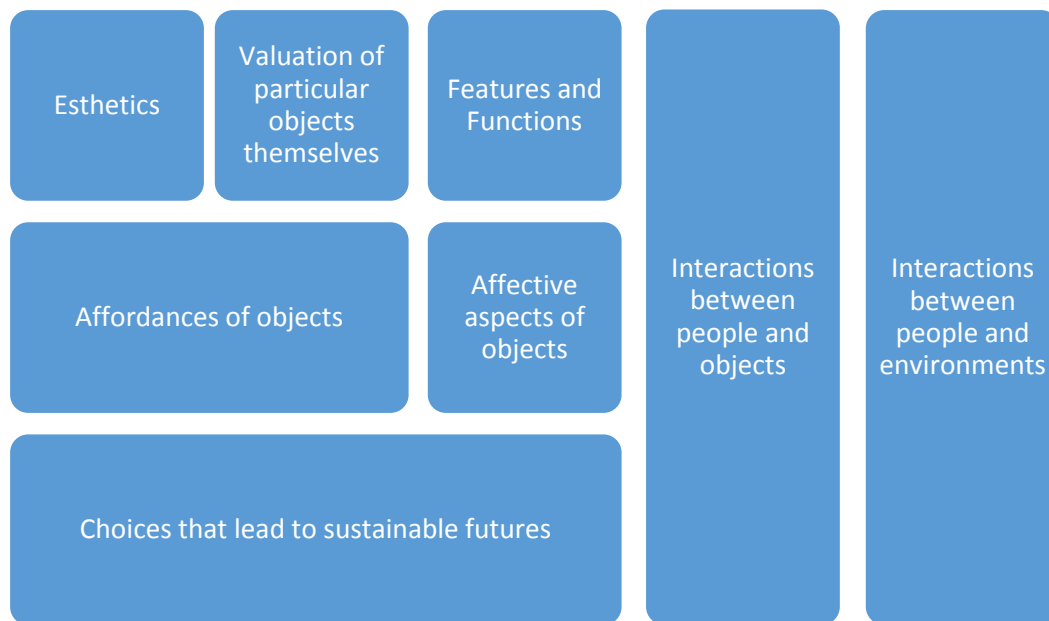 Esthetics
Valuation of
particular
objects
themselves
Features and
Functions
Affordances of objects
Affective
aspects of
objects
Choices that lead to sustainable futures
Interactions
between
people and
objects
Interactions
between
people and
environments